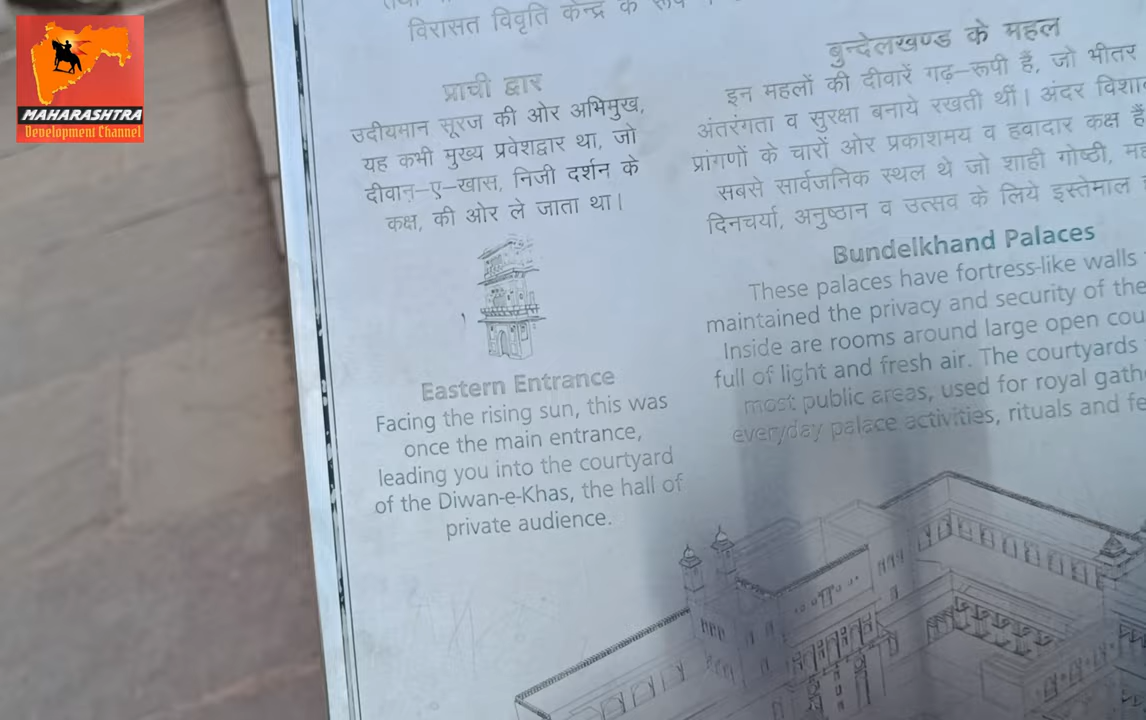 MAHARASHTRA
Development Channel
विरासत विवृति केन्द्र के रूप
प्राची द्वार
उदीयमान सूरज की ओर अभिमुख,
यह कभी मुख्य प्रवेशद्वार था, जो
दीवान-ए-खास, निजी दर्शन के
कक्ष, की ओर ले जाता था।
Eastern Entrance
Facing the rising sun, this was
once the main entrance,
leading you into the courtyard
of the Diwan-e-Khas, the hall of
private audience.
बुन्देलखण्ड के महल
इन महलों की दीवारें गढ़-रूपी हैं, जो भीतर
अंतरंगता व सुरक्षा बनाये रखती थीं। अंदर
प्रांगणों के चारों ओर प्रकाशमय व हवादार कक्ष हैं
सबसे सार्वजनिक स्थल थे जो शाही गोष्ठी,
दिनचर्या, अनुष्ठान व उत्सव के लिये इस्तेमाल
Bundelkhand Palaces
These palaces have fortress-like walls
maintained the privacy and security of the
Inside are rooms around large open
full of light and fresh air. The courtyards
most public areas, used for royal
everyday palace activities, rituals and